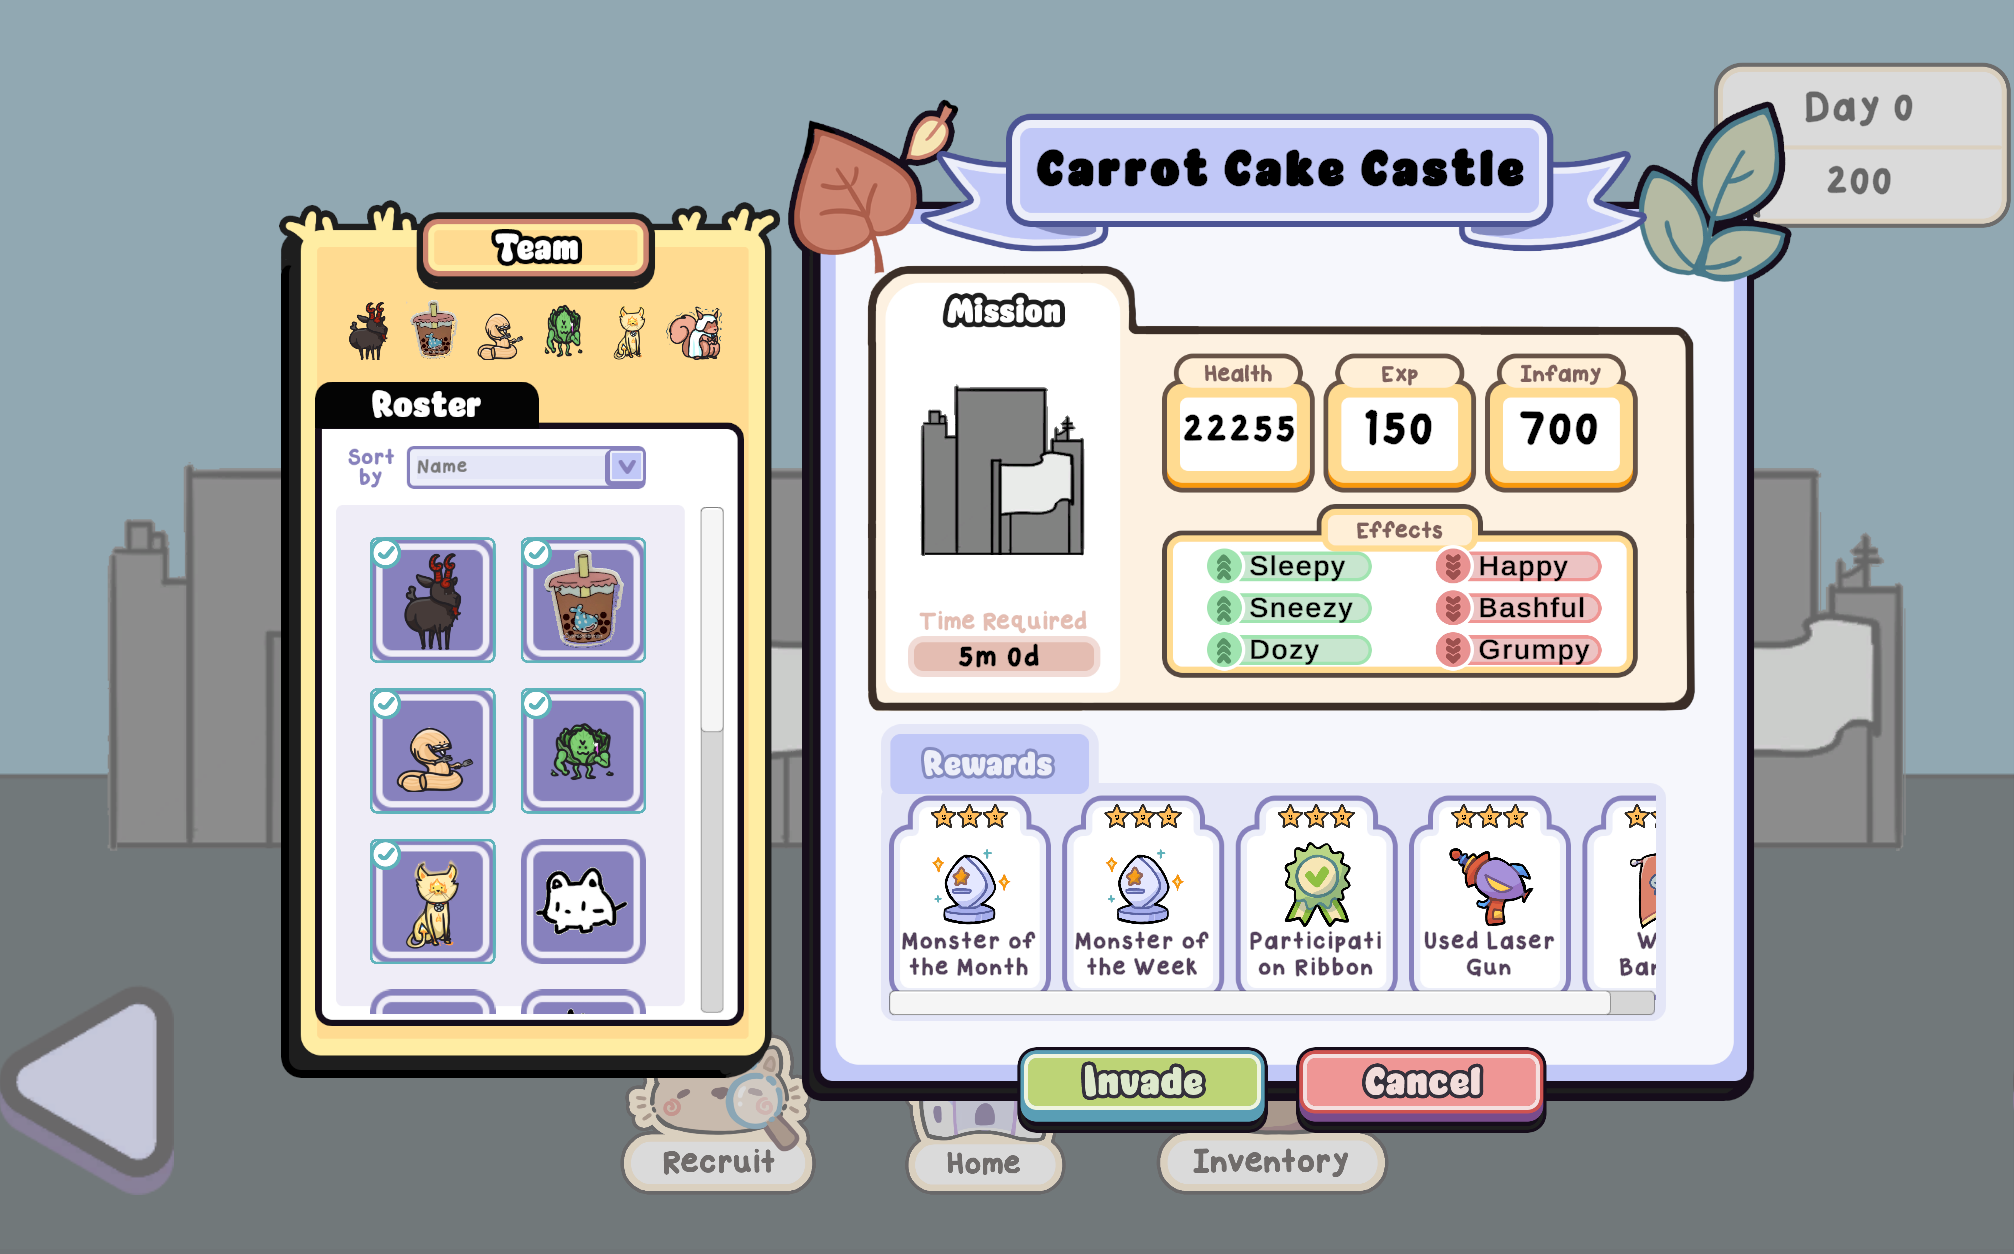 Day 0
200
Carrot Cake Castle
Team
Roster
Sort
by
Name
Mission
Time Required
5m 0d
Health
22255
Exp
150
Infamy
700
Effects
Sleepy
Happy
Sneezy
Bashful
Dozy
Grumpy
Rewards
Monster of
the Month
Monster of
the Week
Participati
on Ribbon
Used Laser
Gun
Invade
Cancel
Recruit
Home
Inventory